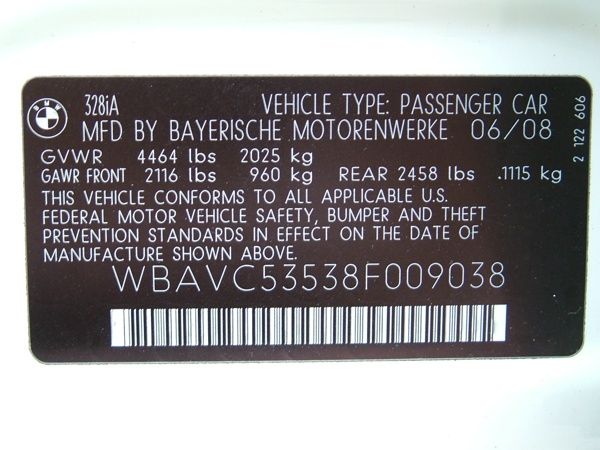 BMW
328iA VEHICLE TYPE: PASSENGER CAR
MFD BY BAYERISCHE MOTORENWERKE 06/08
GVWR 4464 lbs 2025 kg
GAWR FRONT 2116 lbs 960 kg REAR 2458 lbs .1115 kg
THIS VEHICLE CONFORMS TO ALL APPLICABLE U.S.
FEDERAL MOTOR VEHICLE SAFETY, BUMPER AND THEFT
PREVENTION STANDARDS IN EFFECT ON THE DATE OF
MANUFACTURE SHOWN ABOVE.
WBAVC53538F009038
2 122 606